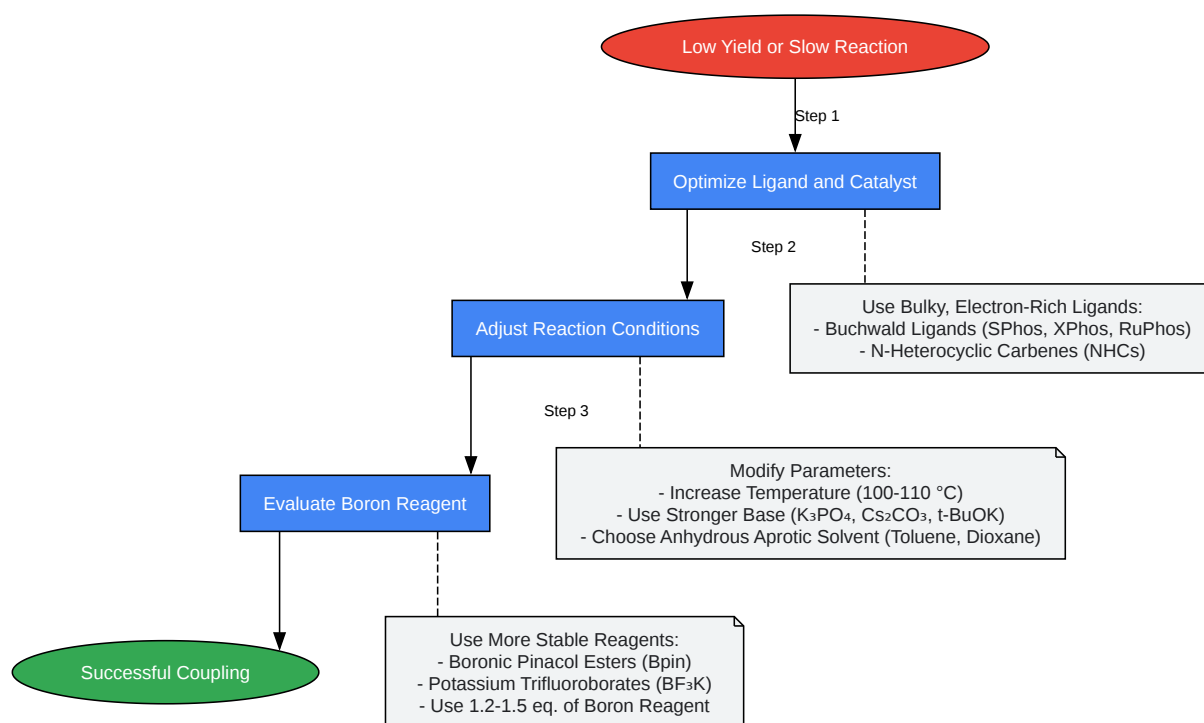 Low Yield or Slow Reaction
Step 1
Optimize Ligand and Catalyst
Step 2
Use Bulky, Electron-Rich Ligands:
- Buchwald Ligands (SPhos, XPhos, RuPhos)
- N-Heterocyclic Carbenes (NHCs)
Adjust Reaction Conditions
Step 3
Modify Parameters:
- Increase Temperature (100-110 °C)
- Use Stronger Base (K₃PO₄, Cs₂CO₃, t-BuOK)
- Choose Anhydrous Aprotic Solvent (Toluene, Dioxane)
Evaluate Boron Reagent
Use More Stable Reagents:
- Boronic Pinacol Esters (Bpin)
- Potassium Trifluoroborates (BF₃K)
- Use 1.2-1.5 eq. of Boron Reagent
Successful Coupling